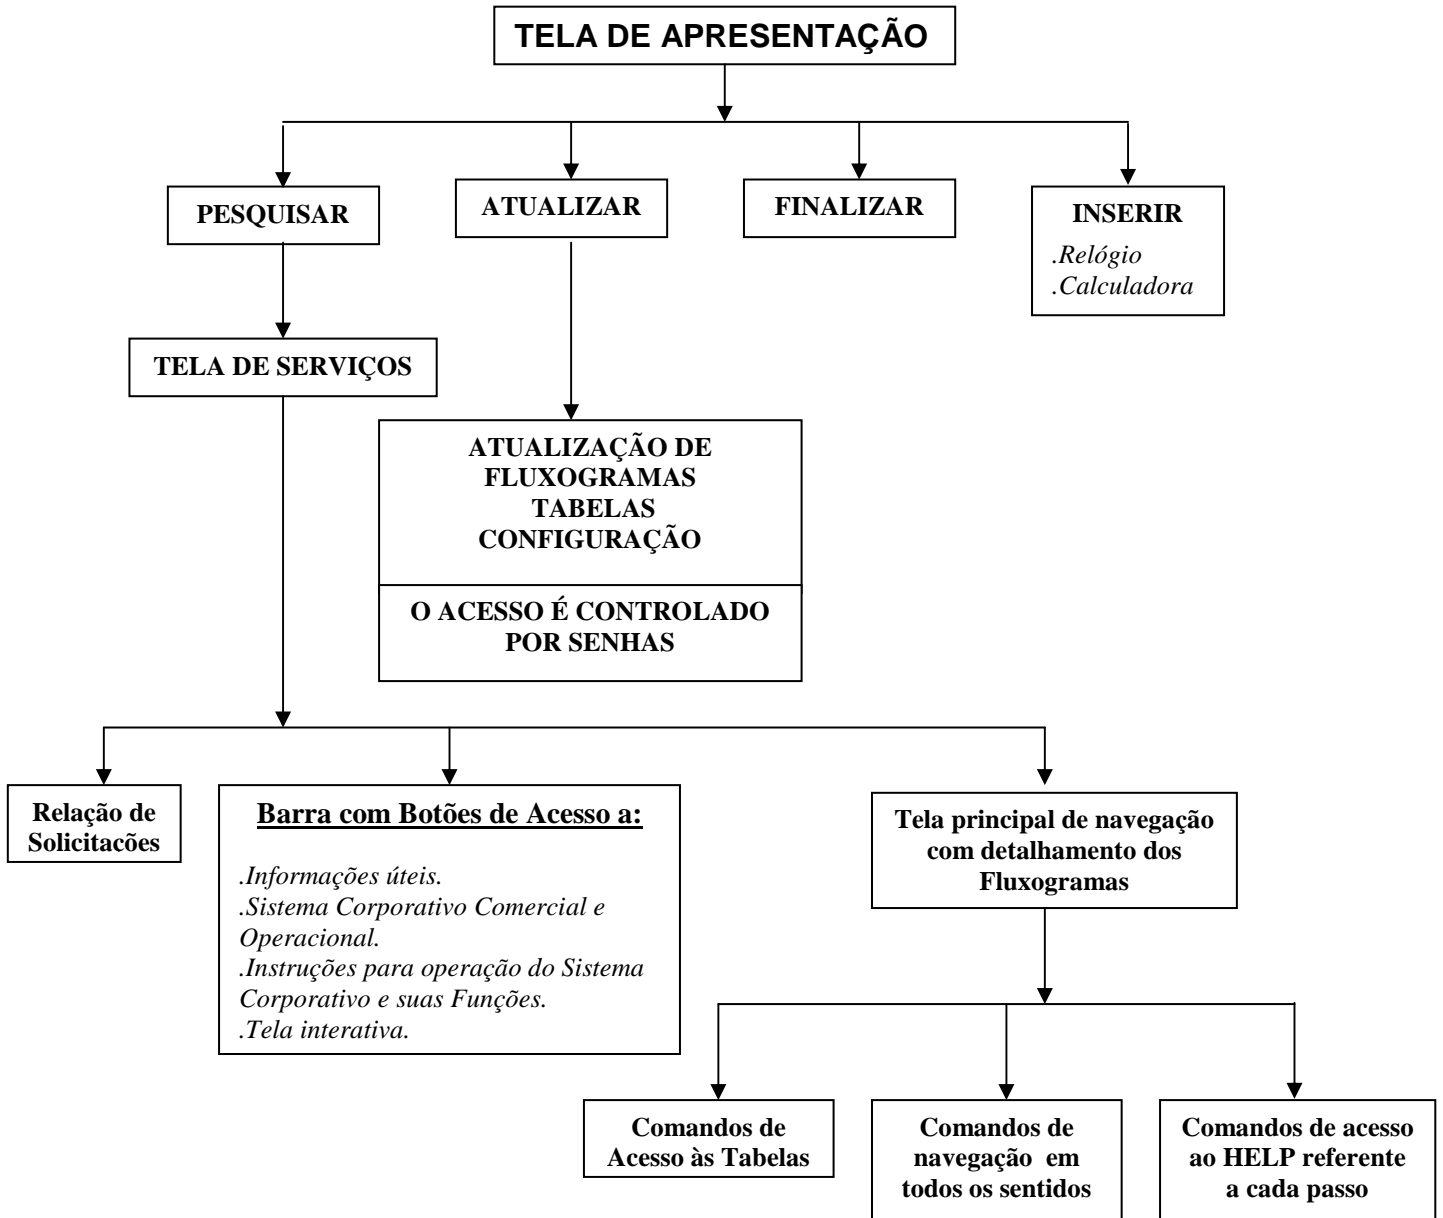 TELA DE APRESENTAÇÃO
PESQUISAR
ATUALIZAR
FINALIZAR
INSERIR
.Relógio
.Calculadora
TELA DE SERVIÇOS
ATUALIZAÇÃO DE
FLUXOGRAMAS
TABELAS
CONFIGURAÇÃO
O ACESSO É CONTROLADO
POR SENHAS
Relação de
Solicitacões
Barra com Botões de Acesso a:
.Informações úteis.
.Sistema Corporativo Comercial e
Operacional.
.Instruções para operação do Sistema
Corporativo e suas Funções.
.Tela interativa.
Tela principal de navegação
com detalhamento dos
Fluxogramas
Comandos de
Acesso às Tabelas
Comandos de
navegação em
todos os sentidos
Comandos de acesso
ao HELP referente
a cada passo